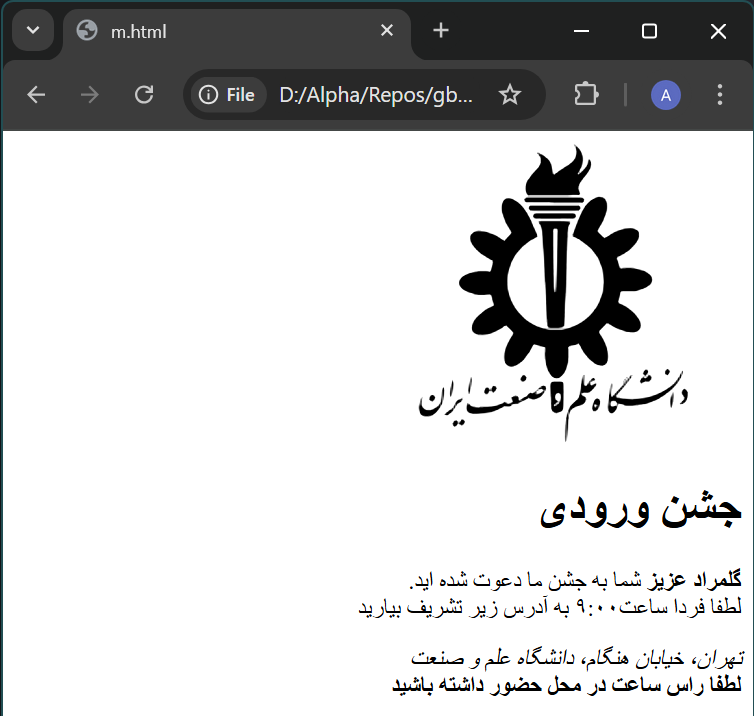 m.html
File D:/Alpha/Repos/gb...
A
دانشگاه علم و صنعت ایران
جشن ورودی
گلمراد عزیز شما به جشن ما دعوت شده اید.
لطفا فردا ساعت۹:۰۰ به آدرس زیر تشریف بیارید
تهران، خیابان هنگام، دانشگاه علم و صنعت
لطفا راس ساعت در محل حضور داشته باشید